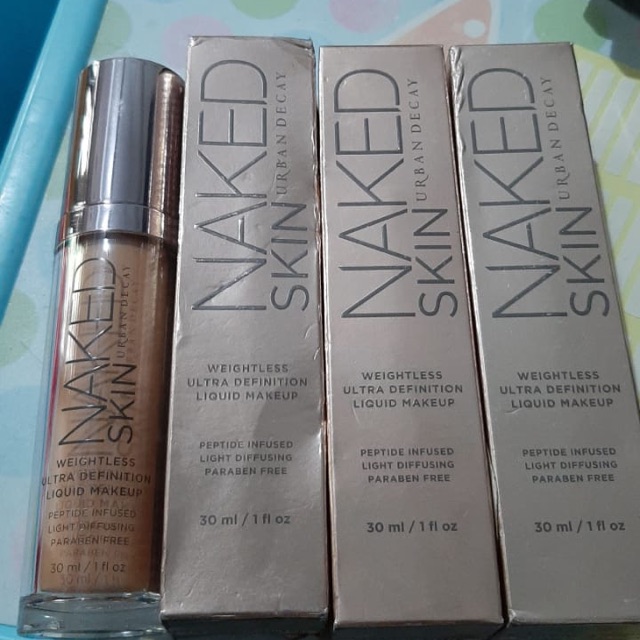 NAKED
SKIN
URBAN DECAY
WEIGHTLESS
ULTRA DEFINITION
LIQUID MAKEUP
PEPTIDE INFUSED
LIGHT DIFFUSING
PARABEN FREE
30 ml / 1 fl oz
NAKED
SKIN
URBAN DECAY
WEIGHTLESS
ULTRA DEFINITION
LIQUID MAKEUP
PEPTIDE INFUSED
LIGHT DIFFUSING
PARABEN FREE
30 ml / 1 fl oz
NAKED
SKIN
URBAN DECAY
WEIGHTLESS
ULTRA DEFINITION
LIQUID MAKEUP
PEPTIDE INFUSED
LIGHT DIFFUSING
PARABEN FREE
30 ml / 1 fl oz
NAKED
SKIN
URBAN DECAY
WEIGHTLESS
ULTRA DEFINITION
LIQUID MAKEUP
PEPTIDE INFUSED
LIGHT DIFFUSING
PARABEN FREE
30 ml / 1 fl oz